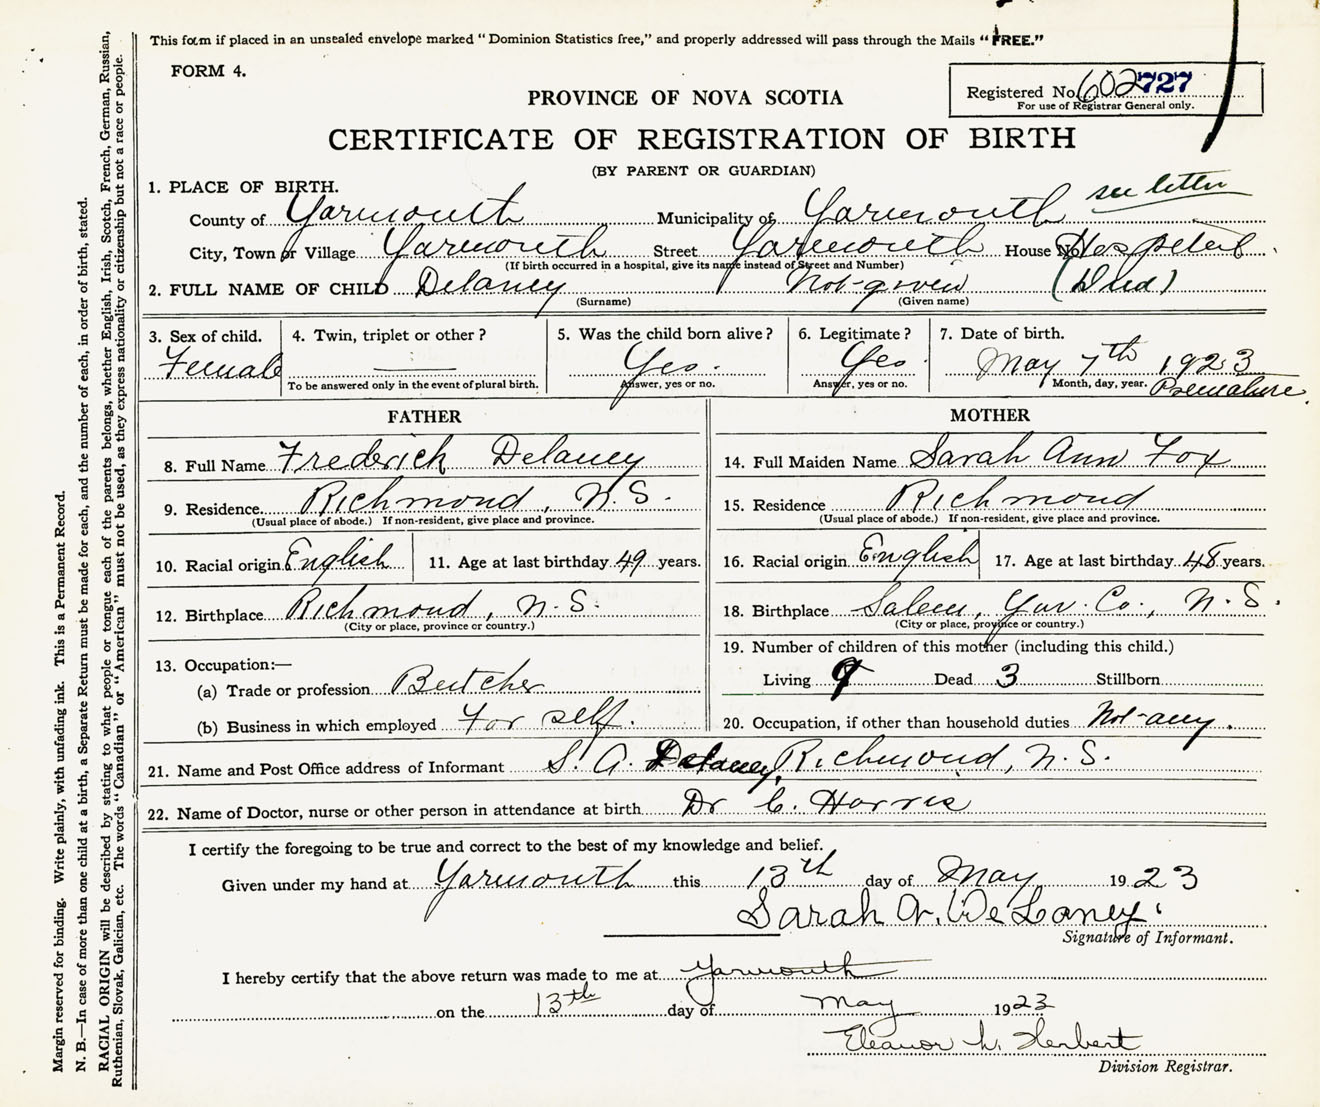 This form if placed in an unsealed envelope marked "Dominion Statistics free," and properly addressed will pass through the Mails "FREE."
FORM 4.
Registered No. 602727
For use of Registrar General only.
PROVINCE OF NOVA SCOTIA
CERTIFICATE OF REGISTRATION OF BIRTH
(BY PARENT OR GUARDIAN)
see letter
1. PLACE OF BIRTH.
County of Yarmouth Municipality of Yarmouth
City, Town or Village Yarmouth Street Yarmouth House No. Hospital
(If birth occurred in a hospital, give its name instead of Street and Number)
2. FULL NAME OF CHILD Delaney Not-given (Died)
(Surname) (Given name)
3. Sex of child. 4. Twin, triplet or other? 5. Was the child born alive? 6. Legitimate? 7. Date of birth.
Female Yes. Yes. May 7th 1923
To be answered only in the event of plural birth. Answer, yes or no. Answer, yes or no. Month, day, year. Premature.
FATHER MOTHER
8. Full Name Frederick Delaney 14. Full Maiden Name Sarah Ann Fox
9. Residence Richmond, N.S. 15. Residence Richmond
(Usual place of abode.) If non-resident, give place and province. (Usual place of abode.) If non-resident, give place and province.
10. Racial origin English 11. Age at last birthday 49 years. 16. Racial origin English 17. Age at last birthday 48 years.
12. Birthplace Richmond, N.S. 18. Birthplace Salem, Yar. Co., N.S.
(City or place, province or country.) (City or place, province or country.)
13. Occupation:— 19. Number of children of this mother (including this child.)
(a) Trade or profession Butcher Living 9 Dead 3 Stillborn
(b) Business in which employed For self. 20. Occupation, if other than household duties Not-any.
21. Name and Post Office address of Informant S. A. Delaney, Richmond, N.S.
22. Name of Doctor, nurse or other person in attendance at birth Dr C. Harris
I certify the foregoing to be true and correct to the best of my knowledge and belief.
Given under my hand at Yarmouth this 13th day of May 1923
Sarah A. DeLaney.
Signature of Informant.
I hereby certify that the above return was made to me at Yarmouth
on the 13th day of May 1923
Eleanor L. Herbert
Division Registrar.
Margin reserved for binding. Write plainly, with unfading ink. This is a Permanent Record.
N. B.—In case of more than one child at a birth, a Separate Return must be made for each, and the number of each, in order of birth, stated.
RACIAL ORIGIN will be described by stating to what people or tongue each of the parents belongs, whether English, Irish, Scotch, French, German, Russian,
Ruthenian, Slovak, Galician, etc. The words "Canadian" or "American" must not be used, as they express nationality or citizenship but not a race or people.